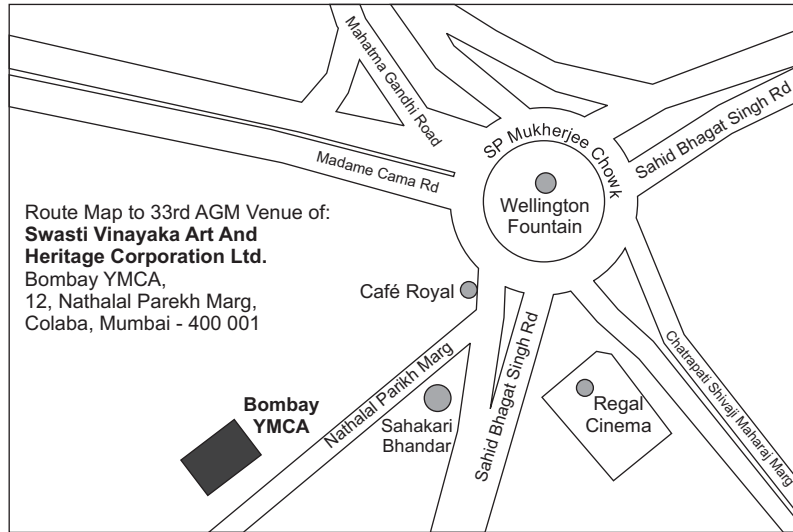 Mahatma Gandhi Road
SP Mukherjee Chowk
Sahid Bhagat Singh Rd
Madame Cama Rd
Wellington
Fountain
Route Map to 33rd AGM Venue of:
Swasti Vinayaka Art And
Heritage Corporation Ltd.
Bombay YMCA,
12, Nathalal Parekh Marg,
Colaba, Mumbai - 400 001
Café Royal
Nathalal Parikh Marg
Sahid Bhagat Singh Rd
Chatrapati Shivaji Maharaj Marg
Bombay
YMCA
Sahakari
Bhandar
Regal
Cinema